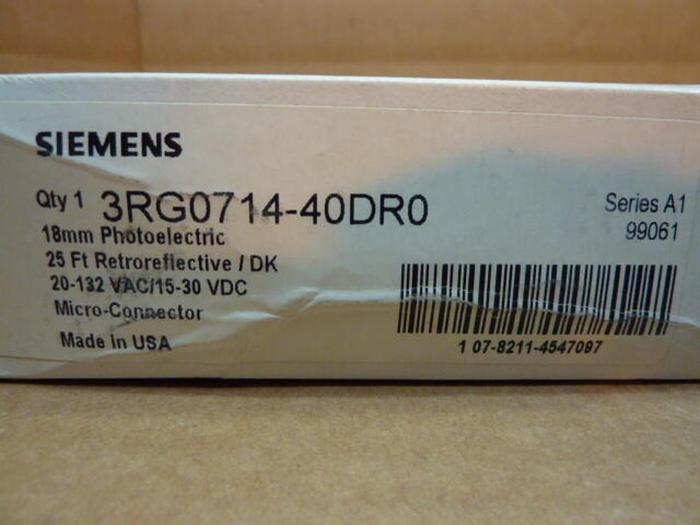 SIEMENS
Qty 1 3RG0714-40DR0
18mm Photoelectric
25 Ft Retroreflective / DK
20-132 VAC/15-30 VDC
Micro-Connector
Made in USA
Series A1
99061
1 07-8211-4547097